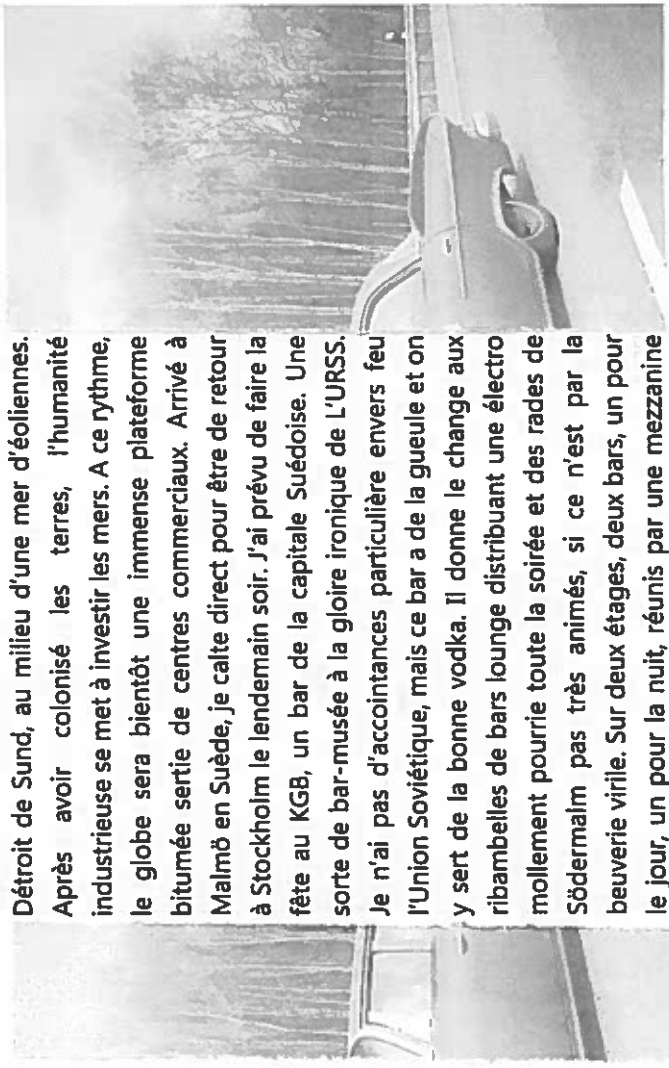 Détroit de Sund, au milieu d'une mer d'éoliennes.
Après avoir colonisé les terres, l'humanité
industrieuse se met à investir les mers. A ce rythme,
le globe sera bientôt une immense plateforme
bitumée sertie de centres commerciaux. Arrivé à
Malmö en Suède, je calte direct pour être de retour
à Stockholm le lendemain soir. J'ai prévu de faire la
fête au KGB, un bar de la capitale Suédoise. Une
sorte de bar-musée à la gloire ironique de L'URSS.
Je n'ai pas d'accointances particulière envers feu
l'Union Soviétique, mais ce bar a de la gueule et on
y sert de la bonne vodka. Il donne le change aux
ribambelles de bars lounge distribuant une électro
mollement pourrie toute la soirée et des rades de
Södermalm pas très animés, si ce n'est par la
beuverie virile. Sur deux étages, deux bars, un pour
le jour, un pour la nuit, réunis par une mezzanine